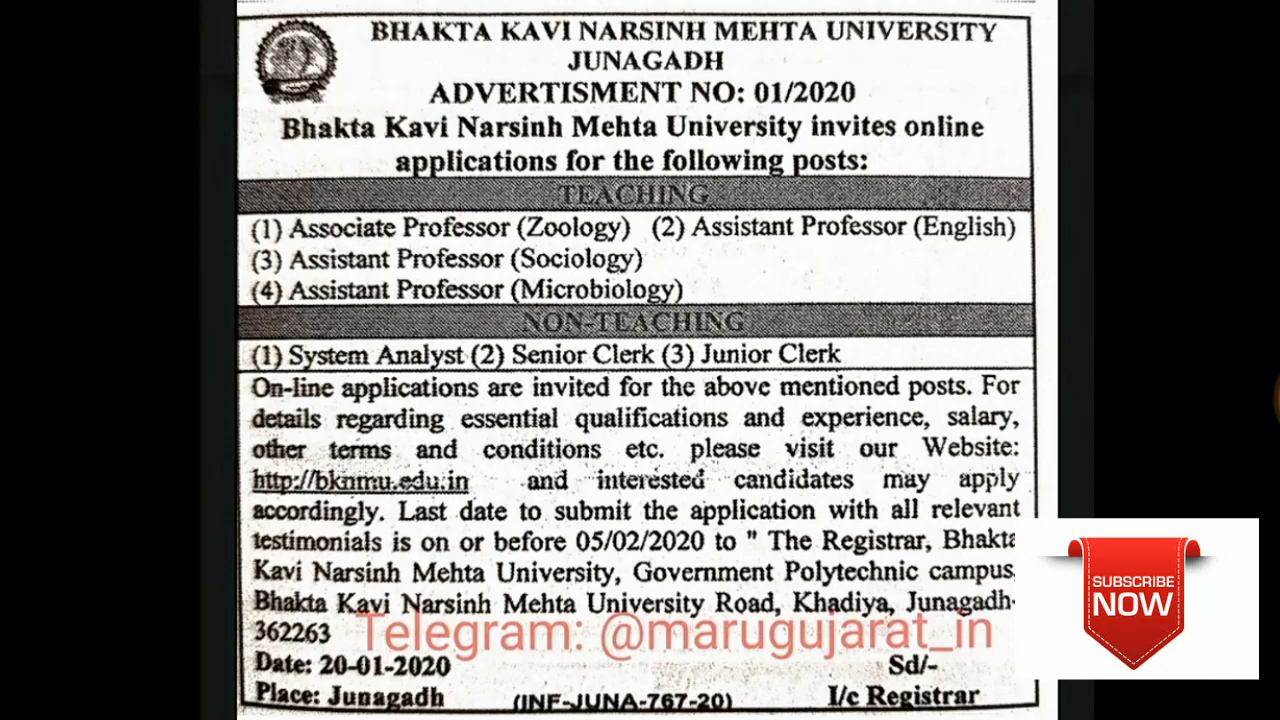 BHAKTA KAVI NARSINH MEHTA UNIVERSITY
JUNAGADH
ADVERTISMENT NO: 01/2020
Bhakta Kavi Narsinh Mehta University invites online
applications for the following posts:
TEACHING
(1) Associate Professor (Zoology) (2) Assistant Professor (English)
(3) Assistant Professor (Sociology)
(4) Assistant Professor (Microbiology)
NON-TEACHING
(1) System Analyst (2) Senior Clerk (3) Junior Clerk
On-line applications are invited for the above mentioned posts. For
details regarding essential qualifications and experience, salary,
other terms and conditions etc. please visit our Website:
http://bknmu.edu.in and interested candidates may apply
accordingly. Last date to submit the application with all relevant
testimonials is on or before 05/02/2020 to " The Registrar, Bhakta
Kavi Narsinh Mehta University, Government Polytechnic campus,
Bhakta Kavi Narsinh Mehta University Road, Khadiya, Junagadh-
362263
Telegram: @marugujarat_in
Date: 20-01-2020 Sd/-
Place: Junagadh (INF-JUNA-767-20) I/c Registrar
SUBSCRIBE
NOW